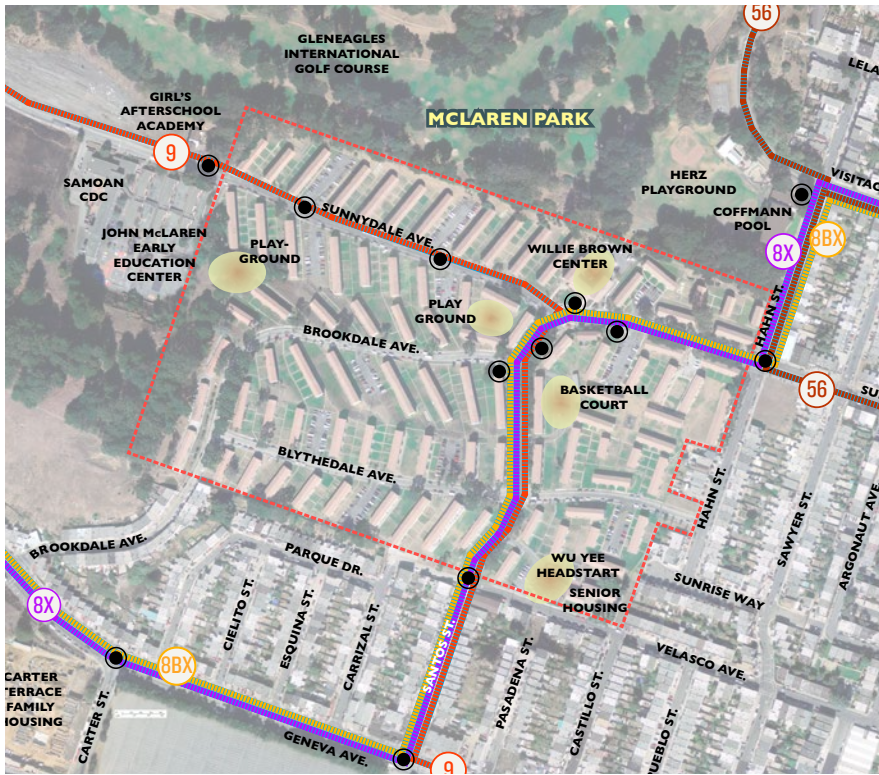 56
GLENEAGLES
INTERNATIONAL
GOLF COURSE
LELA
GIRL'S
AFTERSCHOOL
ACADEMY
MCLAREN PARK
9
SAMOAN
CDC
HERZ
PLAYGROUND
VISITAC
SUNNYDALE AVE.
COFFMANN
POOL
JOHN McLAREN
EARLY
EDUCATION
CENTER
PLAY-
GROUND
WILLIE BROWN
CENTER
8X
8BX
PLAY
GROUND
HAHN ST.
BROOKDALE AVE.
BASKETBALL
COURT
56
SU
BLYTHEDALE AVE.
HAHN ST.
SAWYER ST.
ARGONAUT AVE.
BROOKDALE AVE.
PARQUE DR.
WU YEE
HEADSTART
SENIOR
HOUSING
SUNRISE WAY
8X
CIELITO ST.
ESQUINA ST.
CARRIZAL ST.
SANTOS ST.
PASADENA ST.
VELASCO AVE.
8BX
CARTER
TERRACE
FAMILY
HOUSING
CARTER ST.
CASTILLO ST.
PUEBLO ST.
GENEVA AVE.
9